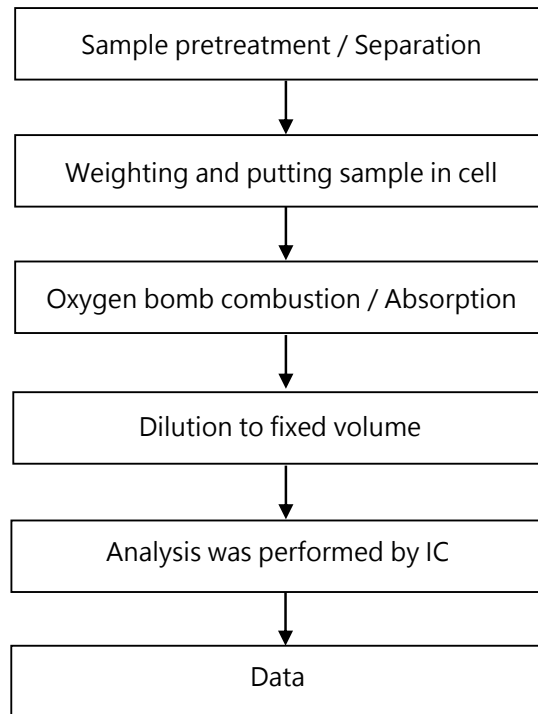 Sample pretreatment / Separation
Weighting and putting sample in cell
Oxygen bomb combustion / Absorption
Dilution to fixed volume
Analysis was performed by IC
Data